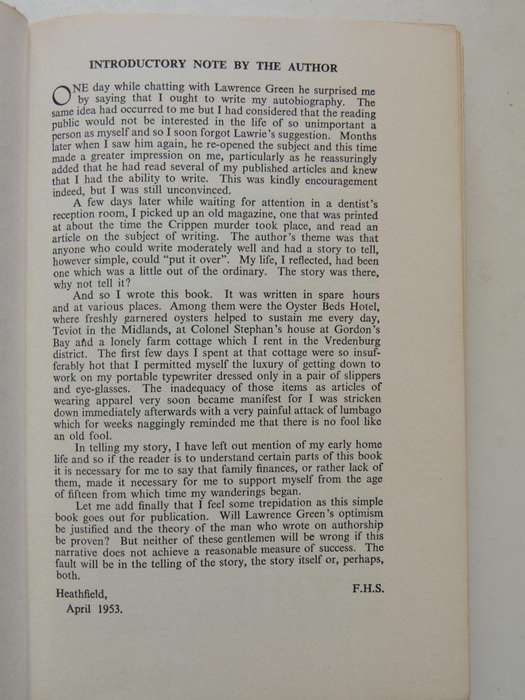 INTRODUCTORY NOTE BY THE AUTHOR
ONE day while chatting with Lawrence Green he surprised me
by saying that I ought to write my autobiography. The
same idea had occurred to me but I had considered that the reading
public would not be interested in the life of so unimportant a
person as myself and so I soon forgot Lawrie's suggestion. Months
later when I saw him again, he re-opened the subject and this time
made a greater impression on me, particularly as he reassuringly
added that he had read several of my published articles and knew
that I had the ability to write. This was kindly encouragement
indeed, but I was still unconvinced.
A few days later while waiting for attention in a dentist's
reception room, I picked up an old magazine, one that was printed
at about the time the Crippen murder took place, and read an
article on the subject of writing. The author's theme was that
anyone who could write moderately well and had a story to tell,
however simple, could "put it over". My life, I reflected, had been
one which was a little out of the ordinary. The story was there,
why not tell it?
And so I wrote this book. It was written in spare hours
and at various places. Among them were the Oyster Beds Hotel,
where freshly garnered oysters helped to sustain me every day,
Teviot in the Midlands, at Colonel Stephan's house at Gordon's
Bay and a lonely farm cottage which I rent in the Vredenburg
district. The first few days I spent at that cottage were so insuf-
ferably hot that I permitted myself the luxury of getting down to
work on my portable typewriter dressed only in a pair of slippers
and eye-glasses. The inadequacy of those items as articles of
wearing apparel very soon became manifest for I was stricken
down immediately afterwards with a very painful attack of lumbago
which for weeks naggingly reminded me that there is no fool like
an old fool.
In telling my story, I have left out mention of my early home
life and so if the reader is to understand certain parts of this book
it is necessary for me to say that family finances, or rather lack of
them, made it necessary for me to support myself from the age
of fifteen from which time my wanderings began.
Let me add finally that I feel some trepidation as this simple
book goes out for publication. Will Lawrence Green's optimism
be justified and the theory of the man who wrote on authorship
be proven? But neither of these gentlemen will be wrong if this
narrative does not achieve a reasonable measure of success. The
fault will be in the telling of the story, the story itself or, perhaps,
both.
F.H.S.
Heathfield,
April 1953.